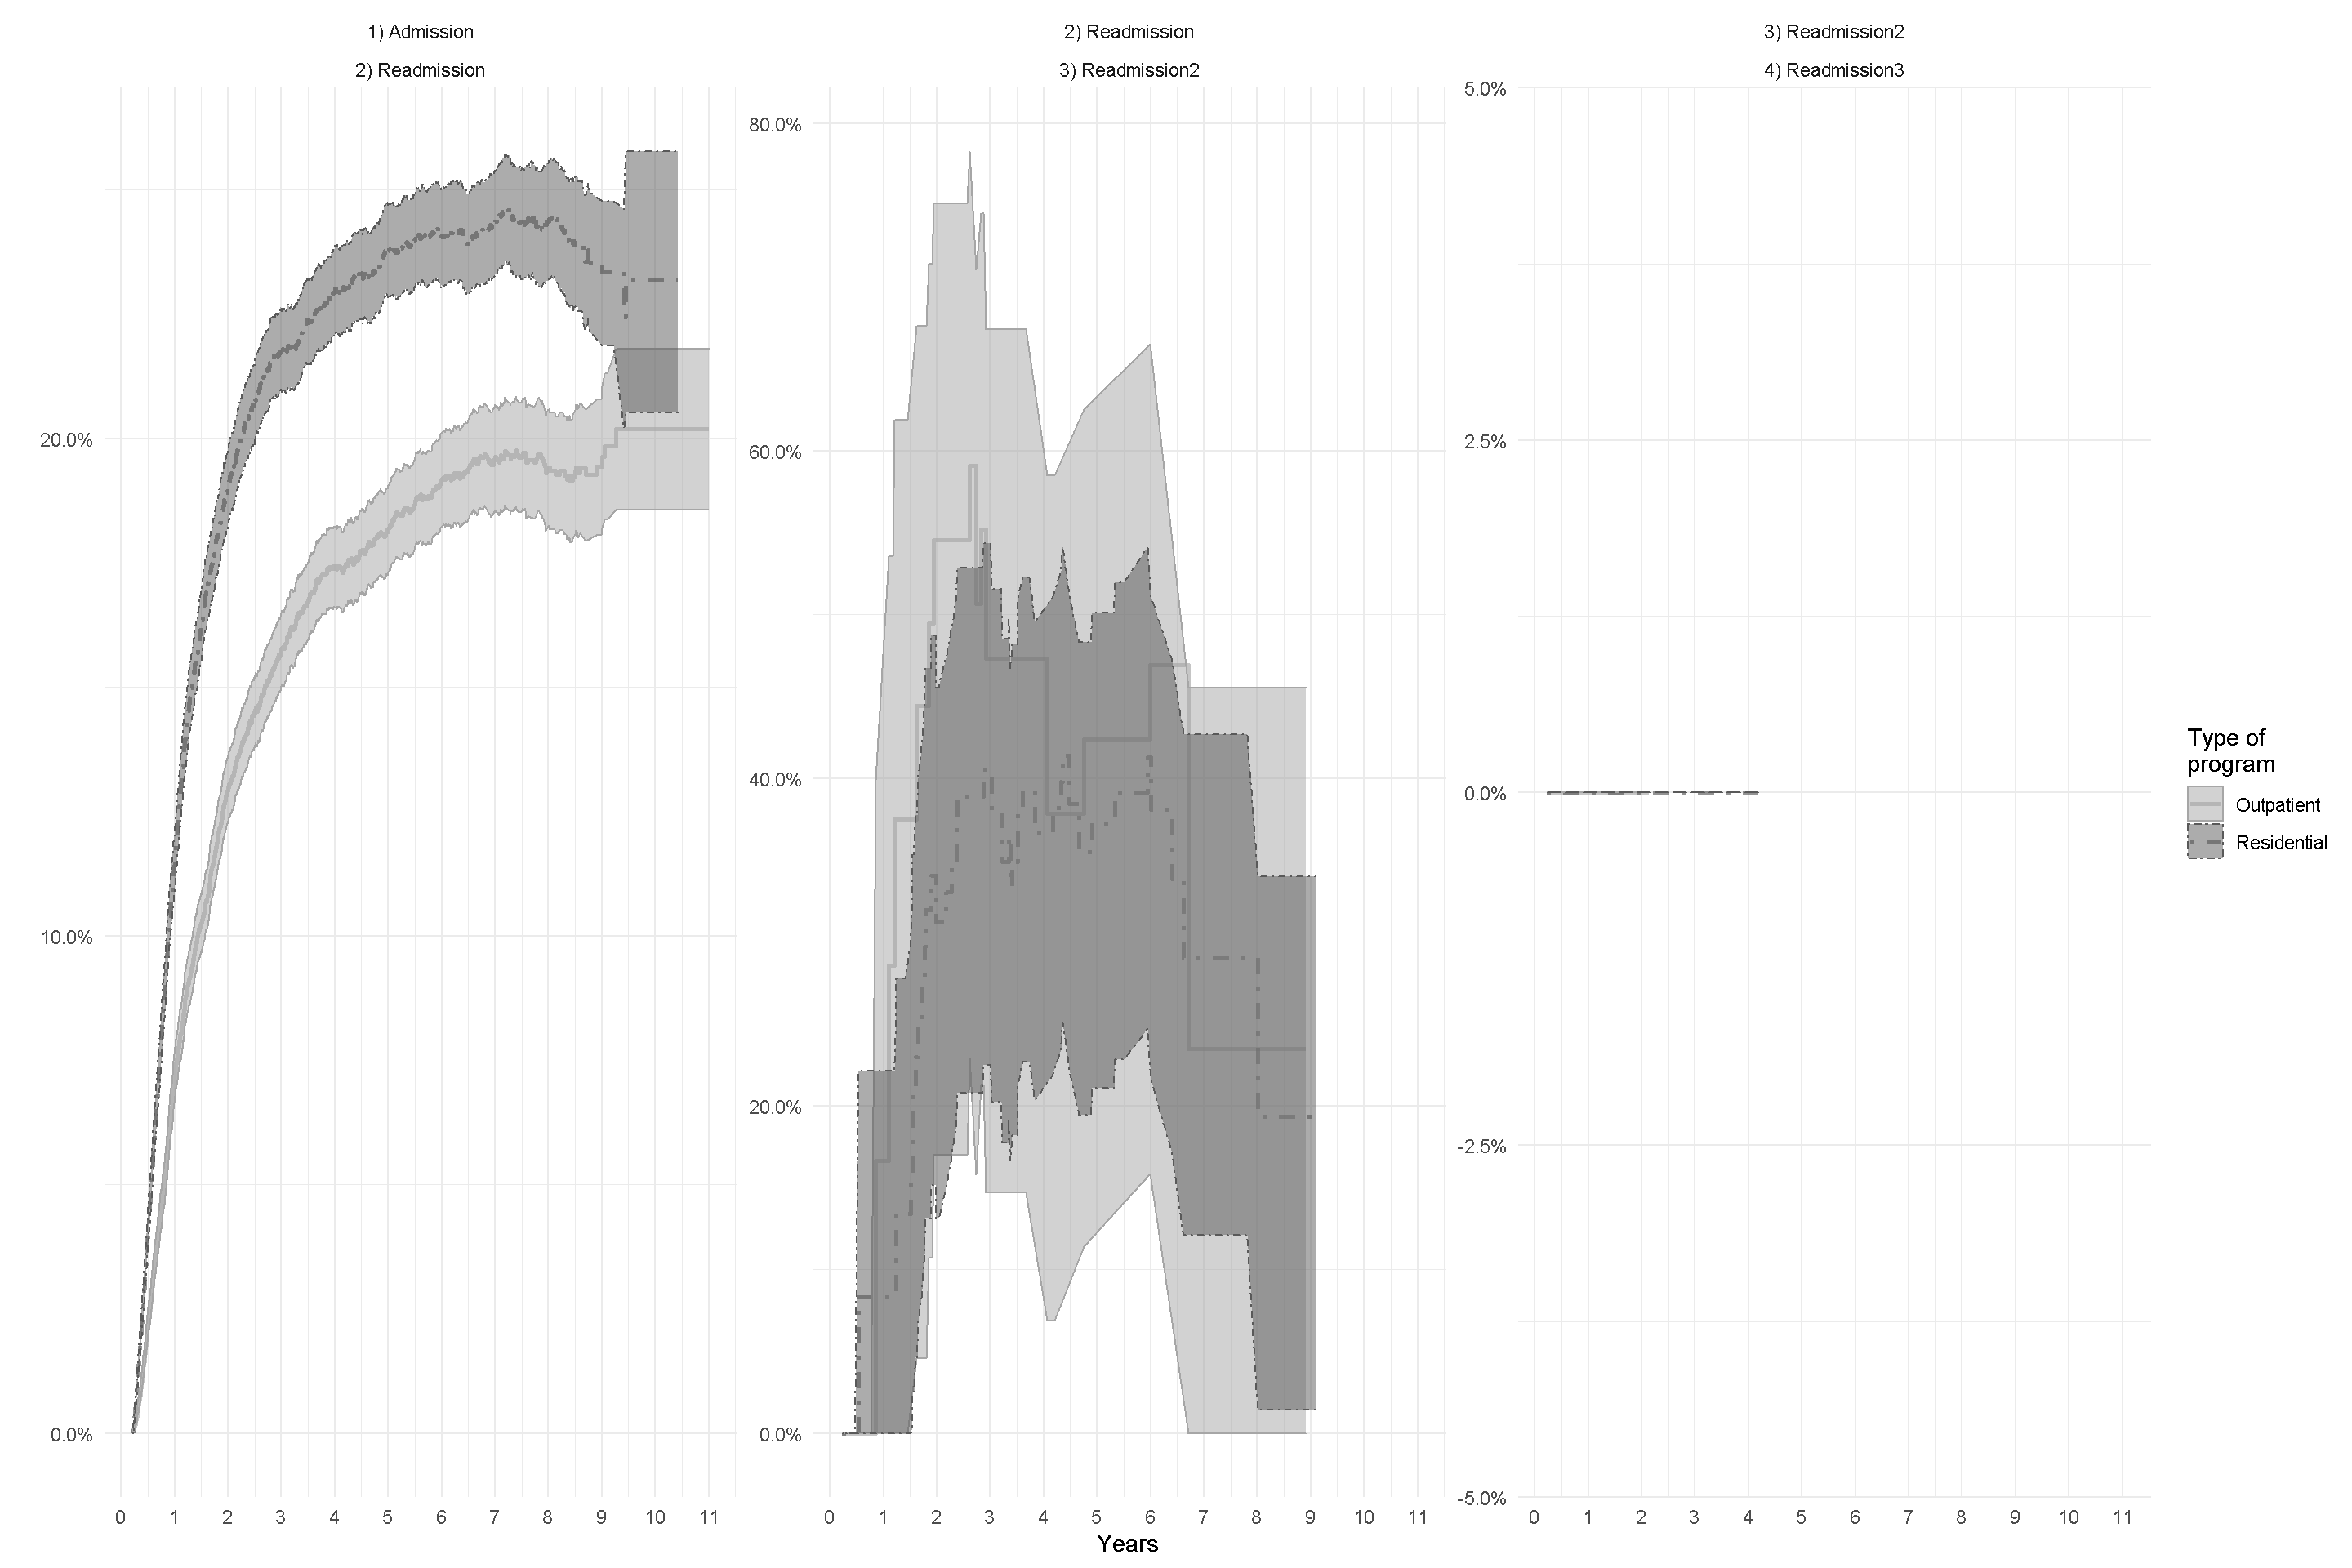 1) Admission
2) Readmission
2) Readmission
3) Readmission2
3) Readmission2
4) Readmission3
20.0%
10.0%
0.0%
0 1 2 3 4 5 6 7 8 9 10 11
80.0%
60.0%
40.0%
20.0%
0.0%
0 1 2 3 4 5 6 7 8 9 10 11
5.0%
2.5%
0.0%
-2.5%
-5.0%
0 1 2 3 4 5 6 7 8 9 10 11
Years
Type of
program
Outpatient
Residential